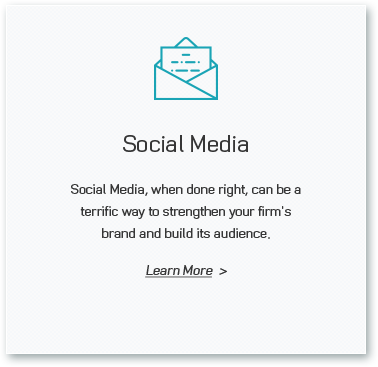 Social Media
Social Media, when done right, can be a
terrific way to strengthen your firm's
brand and build its audience.
Learn More >